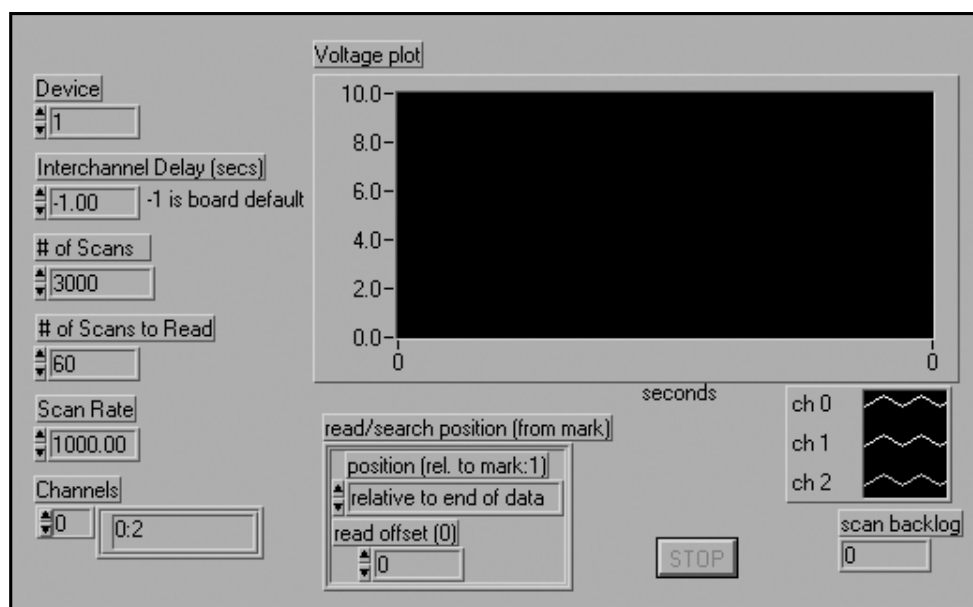 Voltage plot
Device
1
Interchannel Delay (secs)
-1.00 -1 is board default
# of Scans
3000
# of Scans to Read
60
Scan Rate
1000.00
Channels
0 0:2
10.0
8.0
6.0
4.0
2.0
0.0
0 0
seconds
read/search position (from mark)
position (rel. to mark:1)
relative to end of data
read offset (0)
0
ch 0
ch 1
ch 2
STOP
scan backlog
0